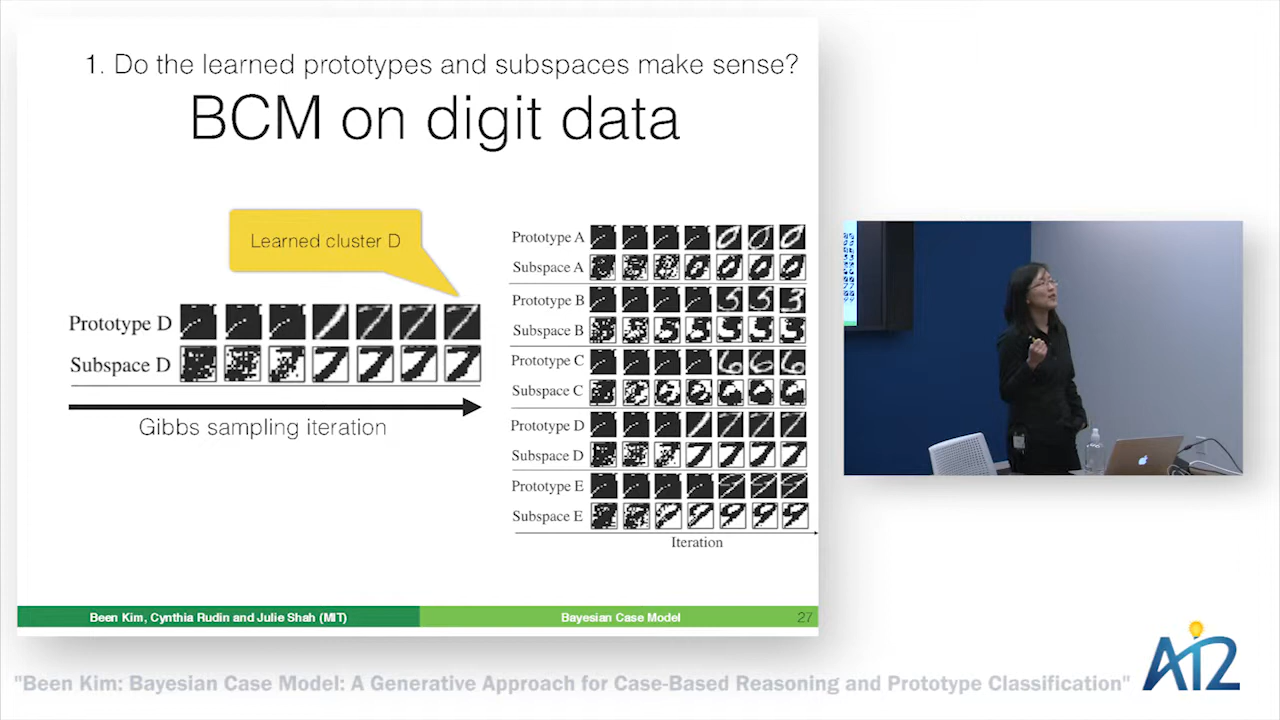 1. Do the learned prototypes and subspaces make sense?
BCM on digit data
Learned cluster D
Prototype D
Subspace D
Gibbs sampling iteration
Prototype A
Subspace A
Prototype B
Subspace B
Prototype C
Subspace C
Prototype D
Subspace D
Prototype E
Subspace E
Iteration
Been Kim, Cynthia Rudin and Julie Shah (MIT)
Bayesian Case Model
27
"Been Kim: Bayesian Case Model: A Generative Approach for Case-Based Reasoning and Prototype Classification"
AI2